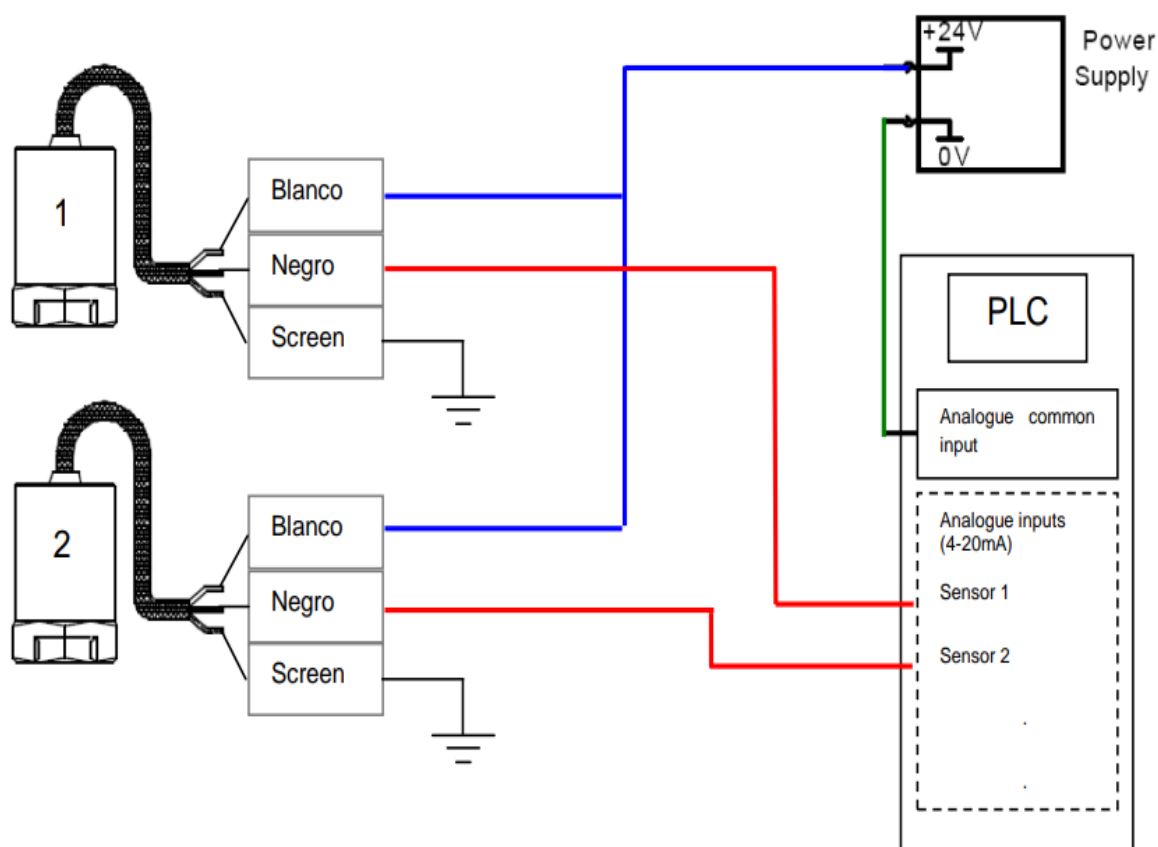 +24V
Power
Supply
0V
1
Blanco
Negro
Screen
PLC
Analogue common
input
2
Blanco
Negro
Screen
Analogue inputs
(4-20mA)
Sensor 1
Sensor 2
.
.